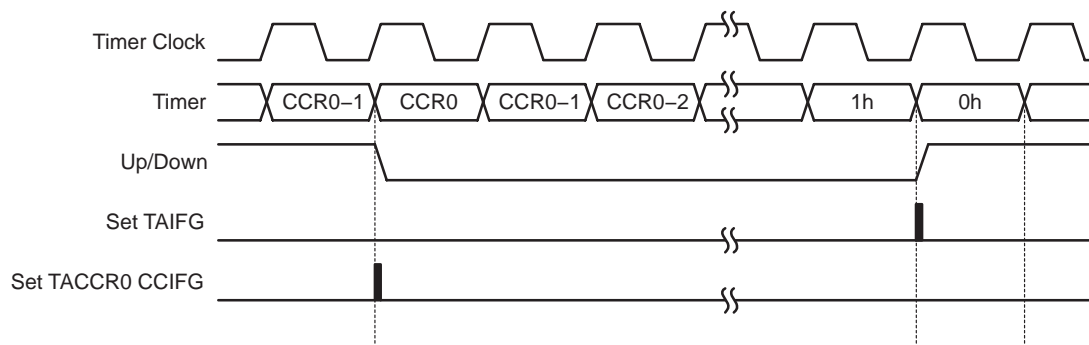 Timer Clock
Timer
CCR0−1
CCR0
CCR0−1
CCR0−2
1h
0h
Up/Down
Set TAIFG
Set TACCR0 CCIFG